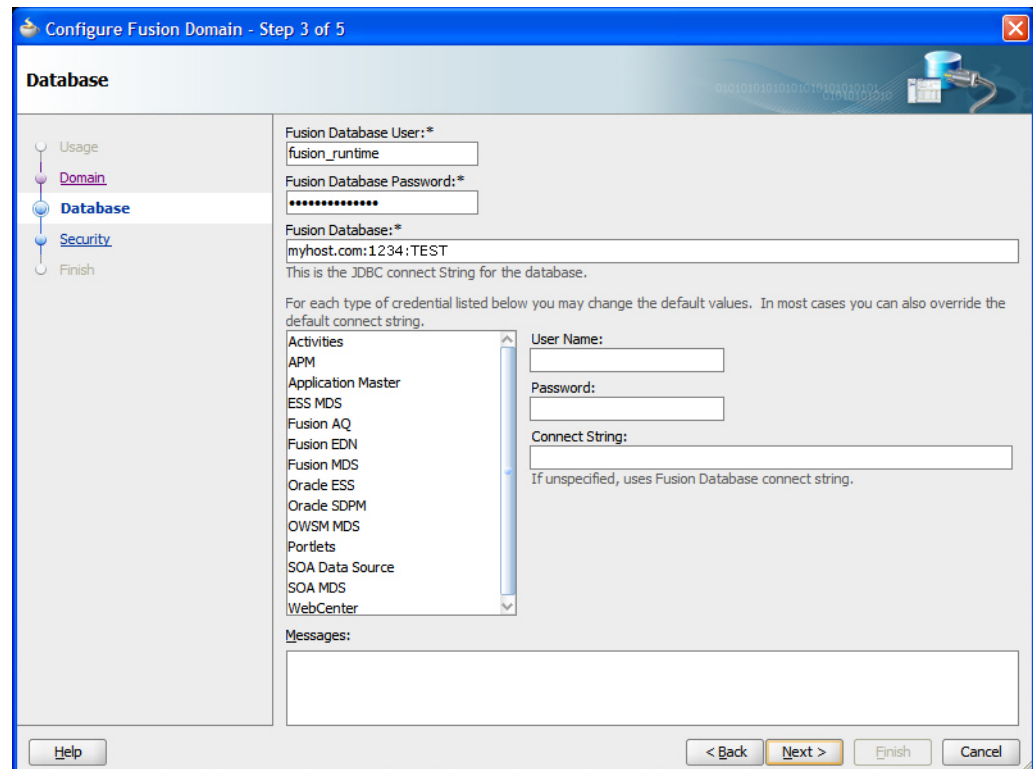 Configure Fusion Domain - Step 3 of 5
Database
Usage
Domain
Database
Security
Finish
Fusion Database User:*
fusion_runtime
Fusion Database Password:*
••••••••••••••
Fusion Database:*
myhost.com:1234:TEST
This is the JDBC connect String for the database.
For each type of credential listed below you may change the default values. In most cases you can also override the
default connect string.
Activities
APM
Application Master
ESS MDS
Fusion AQ
Fusion EDN
Fusion MDS
Oracle ESS
Oracle SDPM
OWSM MDS
Portlets
SOA Data Source
SOA MDS
WebCenter
User Name:
Password:
Connect String:
If unspecified, uses Fusion Database connect string.
Messages:
Help
< Back
Next >
Finish
Cancel